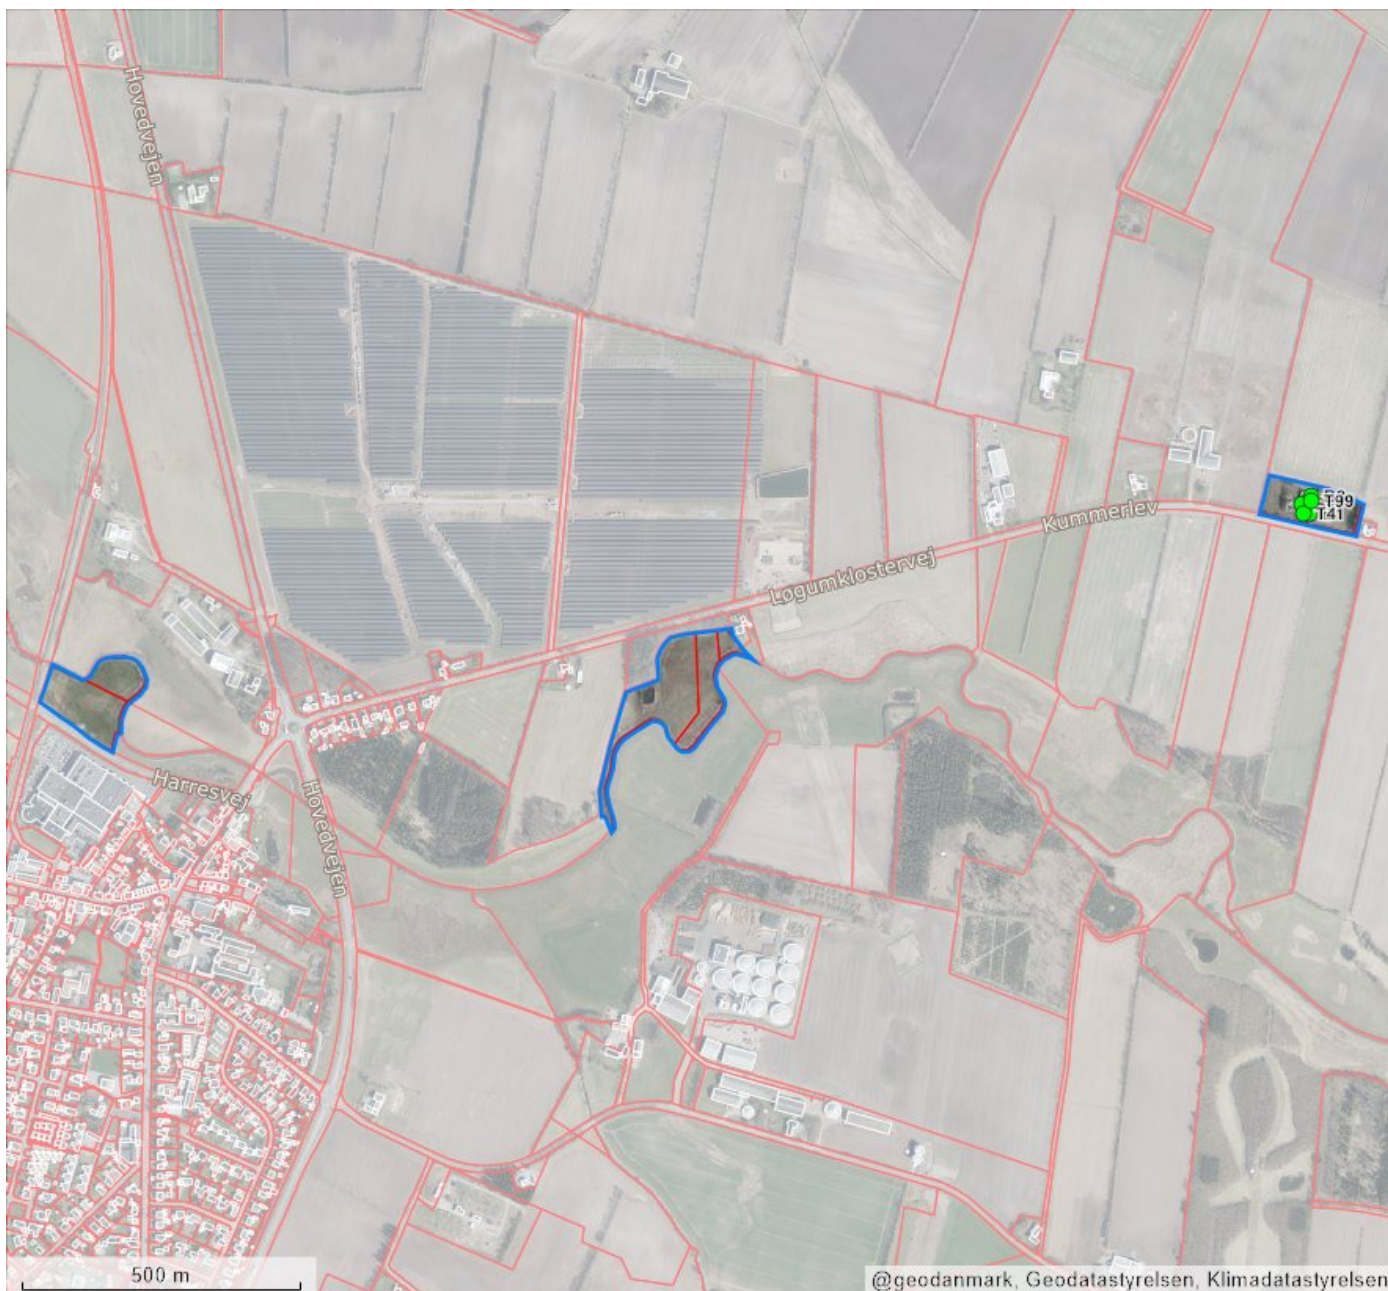 Hovedvejen
T99
T41
Kummerlev
Løgumklostervej
Harresvej
Hovedvejen
500 m
@geodanmark, Geodatastyrelsen, Klimadatastyrelsen